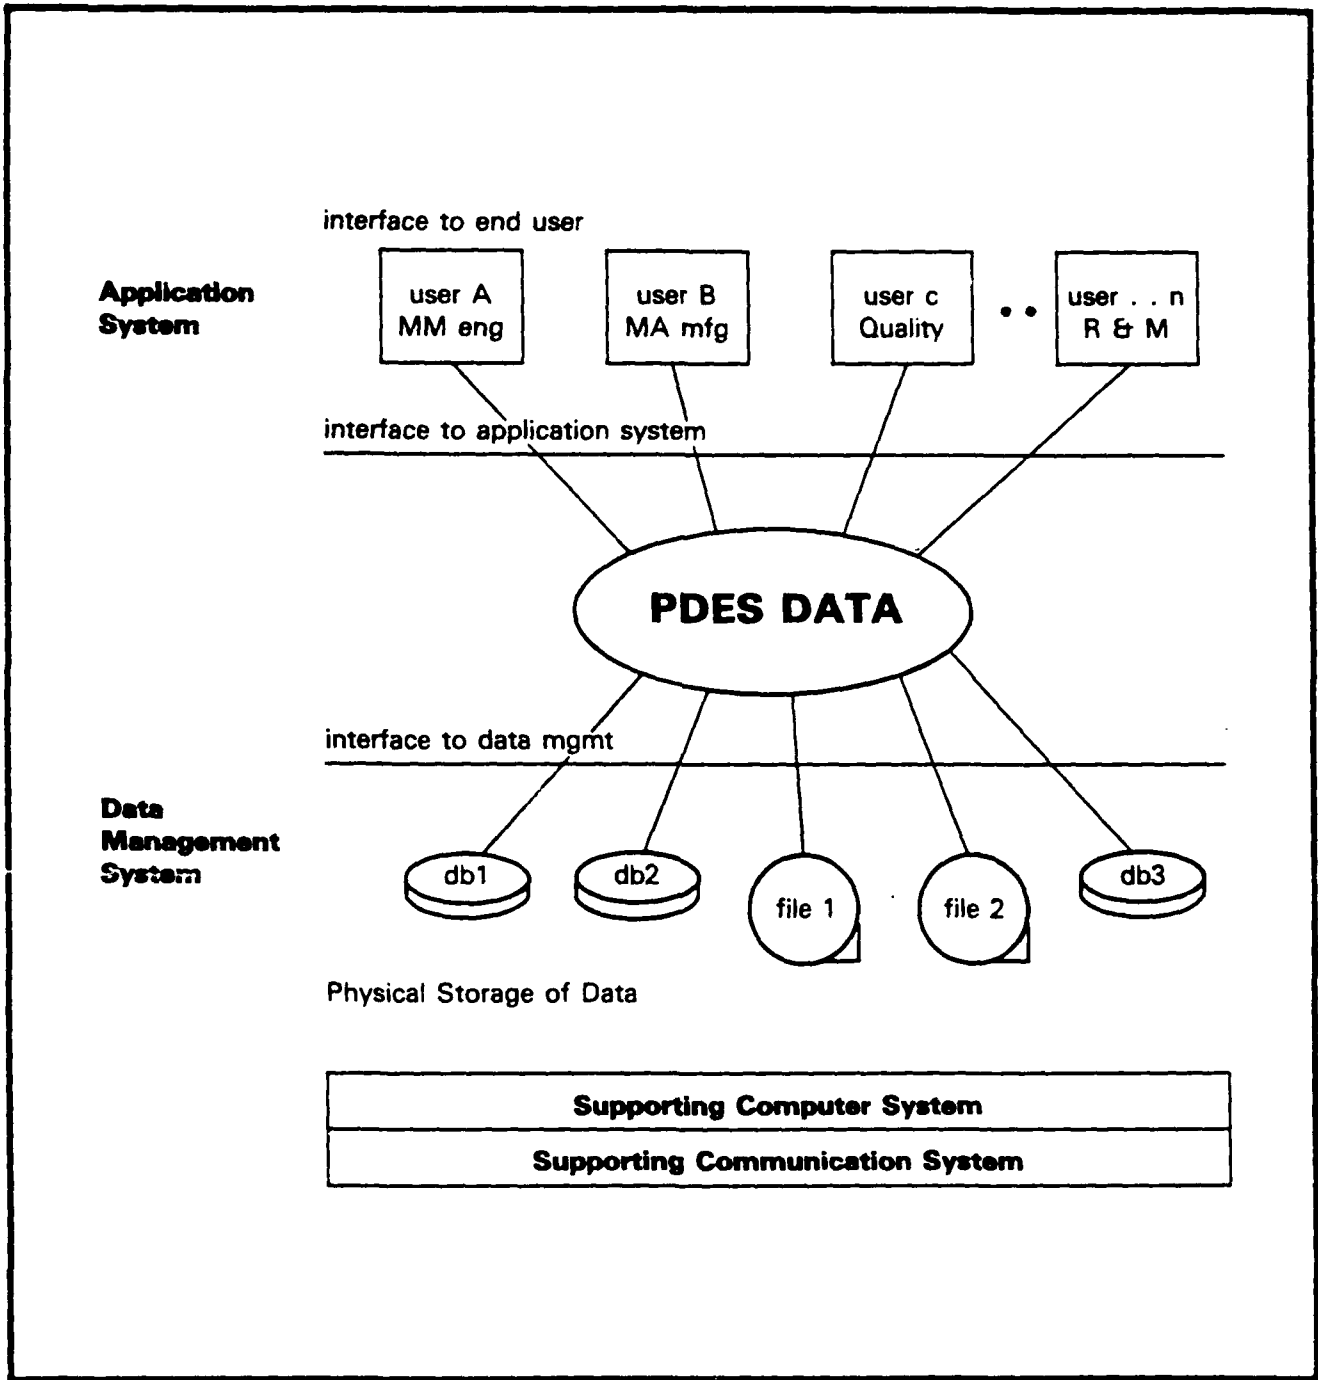 interface to end user
Application
System
user A
MM eng
user B
MA mfg
user c
Quality
user . . n
R & M
interface to application system
PDES DATA
interface to data mgmt
Data
Management
System
db1
db2
file 1
file 2
db3
Physical Storage of Data
Supporting Computer System
Supporting Communication System